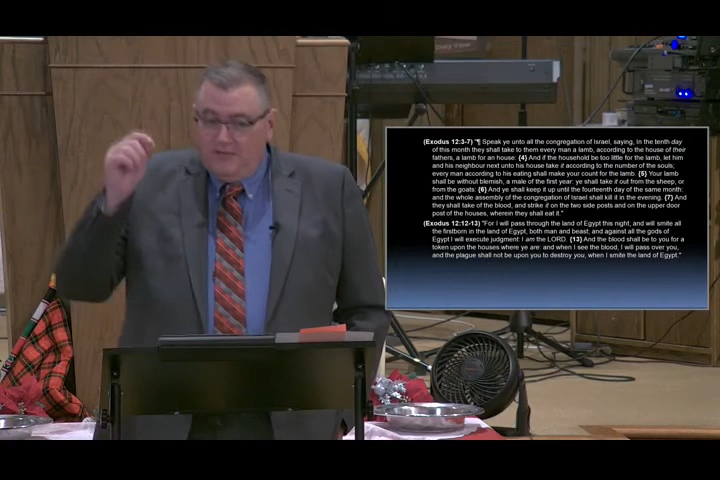 (Exodus 12:3-7) "¶ Speak ye unto all the congregation of Israel, saying, In the tenth day
of this month they shall take to them every man a lamb, according to the house of their
fathers, a lamb for an house: {4} And if the household be too little for the lamb, let him
and his neighbour next unto his house take it according to the number of the souls;
every man according to his eating shall make your count for the lamb. {5} Your lamb
shall be without blemish, a male of the first year: ye shall take it out from the sheep, or
from the goats: {6} And ye shall keep it up until the fourteenth day of the same month:
and the whole assembly of the congregation of Israel shall kill it in the evening. {7} And
they shall take of the blood, and strike it on the two side posts and on the upper door
post of the houses, wherein they shall eat it."
(Exodus 12:12-13) "For I will pass through the land of Egypt this night, and will smite all
the firstborn in the land of Egypt, both man and beast; and against all the gods of
Egypt I will execute judgment: I am the LORD. {13} And the blood shall be to you for a
token upon the houses where ye are: and when I see the blood, I will pass over you,
and the plague shall not be upon you to destroy you, when I smite the land of Egypt."